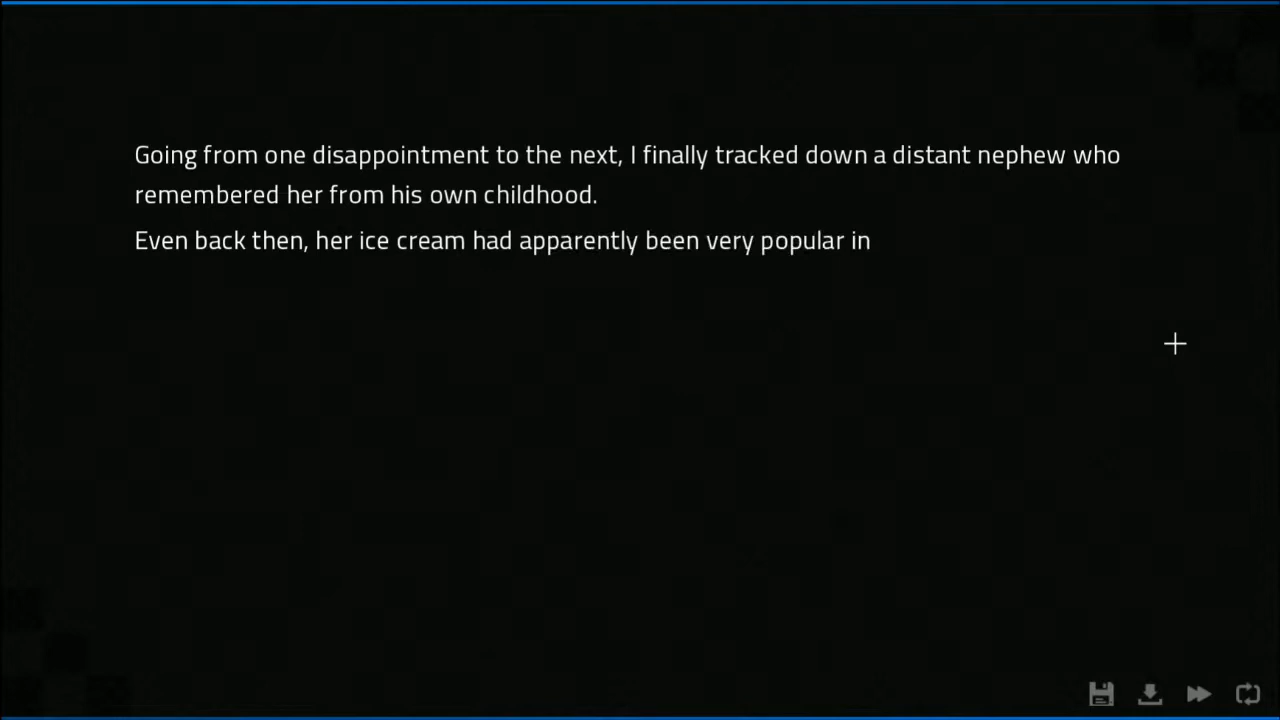 Going from one disappointment to the next, I finally tracked down a distant nephew who
remembered her from his own childhood.
Even back then, her ice cream had apparently been very popular in